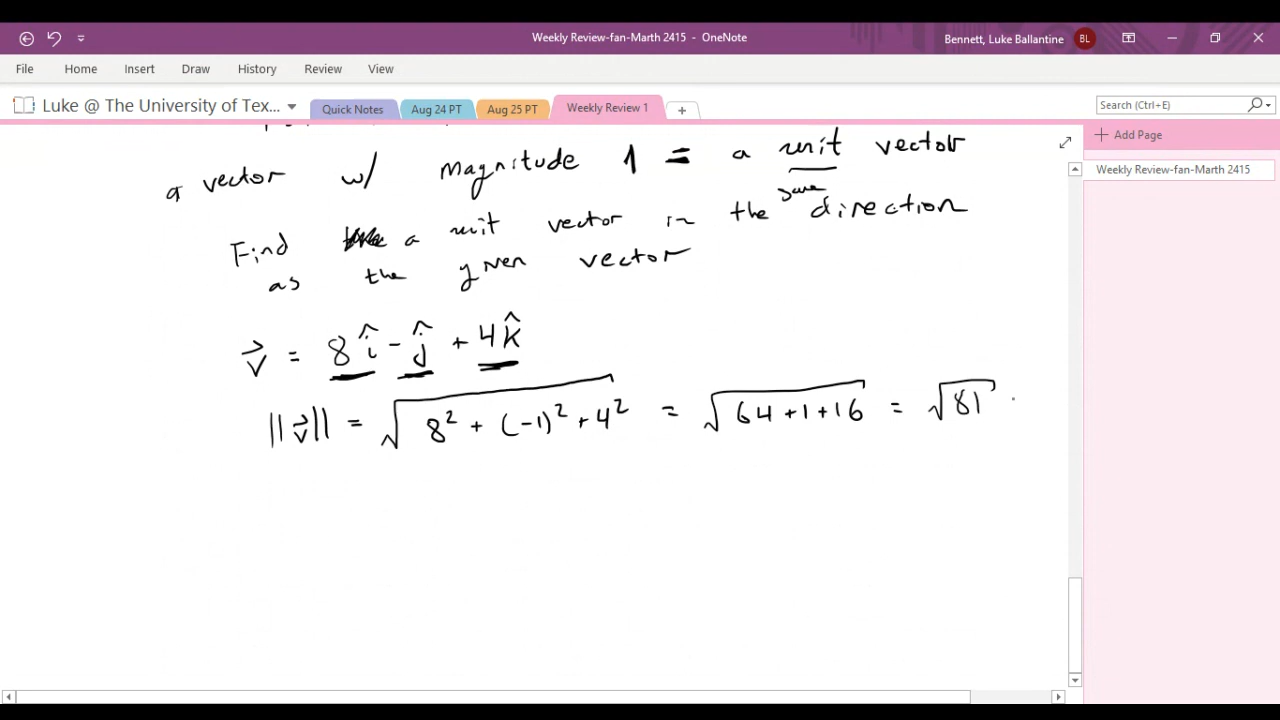 Weekly Review-fan-Marth 2415 - OneNote
Bennett, Luke Ballantine BL
File Home Insert Draw History Review View
Luke @ The University of Tex... Quick Notes Aug 24 PT Aug 25 PT Weekly Review 1 +
Search (Ctrl+E)
Add Page
Weekly Review-fan-Marth 2415
a vector w/ magnitude 1 = a unit vector
same
Find a unit vector in the direction
as the given vector
v⃗ = 8î - ĵ + 4k̂
||v⃗|| = √(8² + (-1)² + 4²) = √(64+1+16) = √81